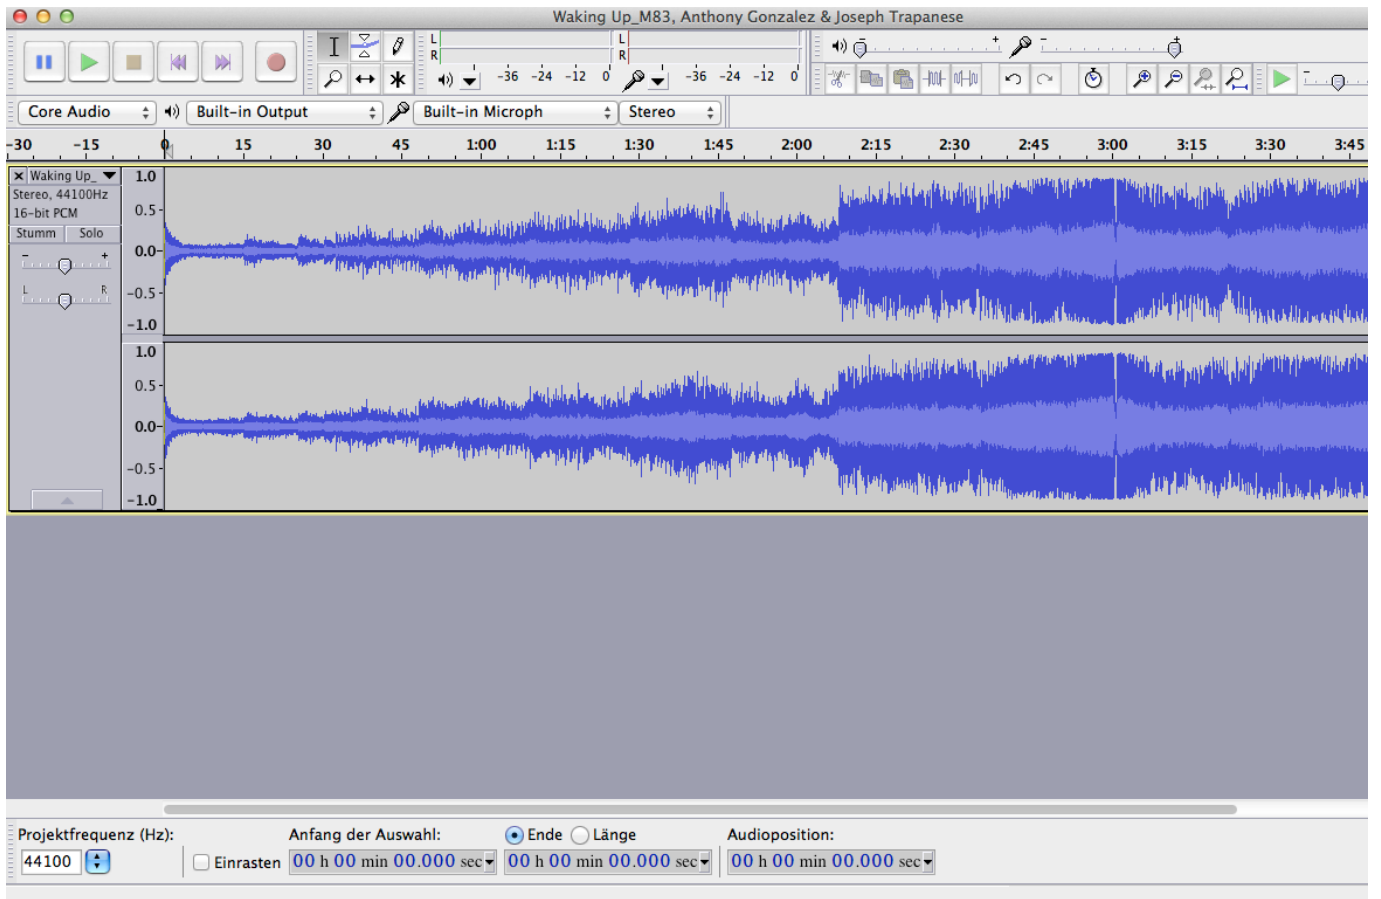 Waking Up_M83, Anthony Gonzalez & Joseph Trapanese
L
R
-36 -24 -12 0
L
R
-36 -24 -12 0
- +
- +
Core Audio
Built-in Output
Built-in Microph
Stereo
-30 -15 0 15 30 45 1:00 1:15 1:30 1:45 2:00 2:15 2:30 2:45 3:00 3:15 3:30 3:45
Waking Up_
Stereo, 44100Hz
16-bit PCM
Stumm Solo
- +
L R
1.0
0.5-
0.0-
-0.5-
-1.0
1.0
0.5-
0.0-
-0.5-
-1.0
Projektfrequenz (Hz):
44100
Einrasten
Anfang der Auswahl:
00 h 00 min 00.000 sec
Ende Länge
00 h 00 min 00.000 sec
Audioposition:
00 h 00 min 00.000 sec